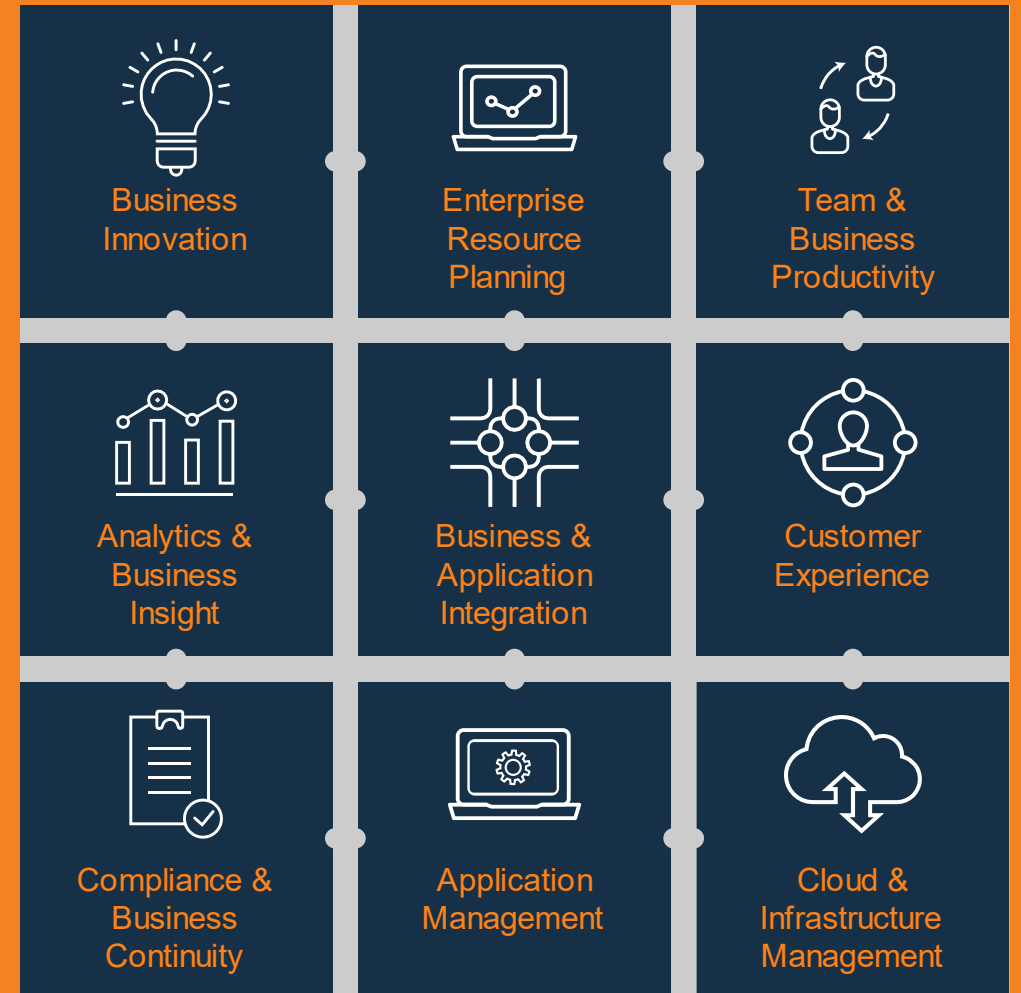 Business
Innovation
Enterprise
Resource
Planning
Team &
Business
Productivity
Analytics &
Business
Insight
Business &
Application
Integration
Customer
Experience
Compliance &
Business
Continuity
Application
Management
Cloud &
Infrastructure
Management